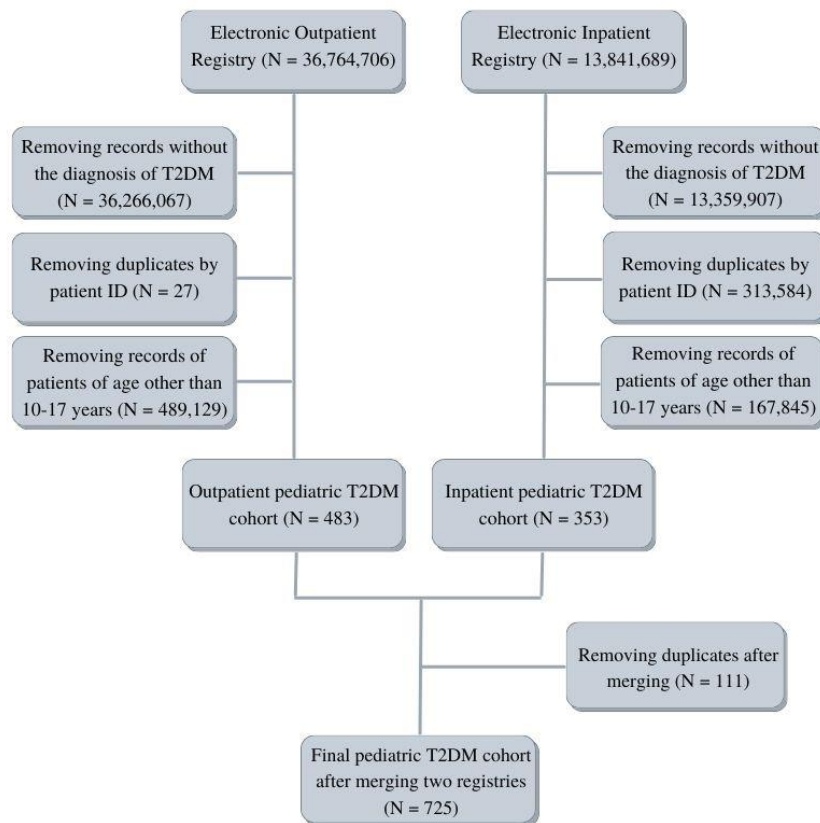 Electronic Outpatient
Registry (N = 36,764,706)
Electronic Inpatient
Registry (N = 13,841,689)
Removing records without
the diagnosis of T2DM
(N = 36,266,067)
Removing records without
the diagnosis of T2DM
(N = 13,359,907)
Removing duplicates by
patient ID (N = 27)
Removing duplicates by
patient ID (N = 313,584)
Removing records of
patients of age other than
10-17 years (N = 489,129)
Removing records of
patients of age other than
10-17 years (N = 167,845)
Outpatient pediatric T2DM
cohort (N = 483)
Inpatient pediatric T2DM
cohort (N = 353)
Removing duplicates after
merging (N = 111)
Final pediatric T2DM cohort
after merging two registries
(N = 725)